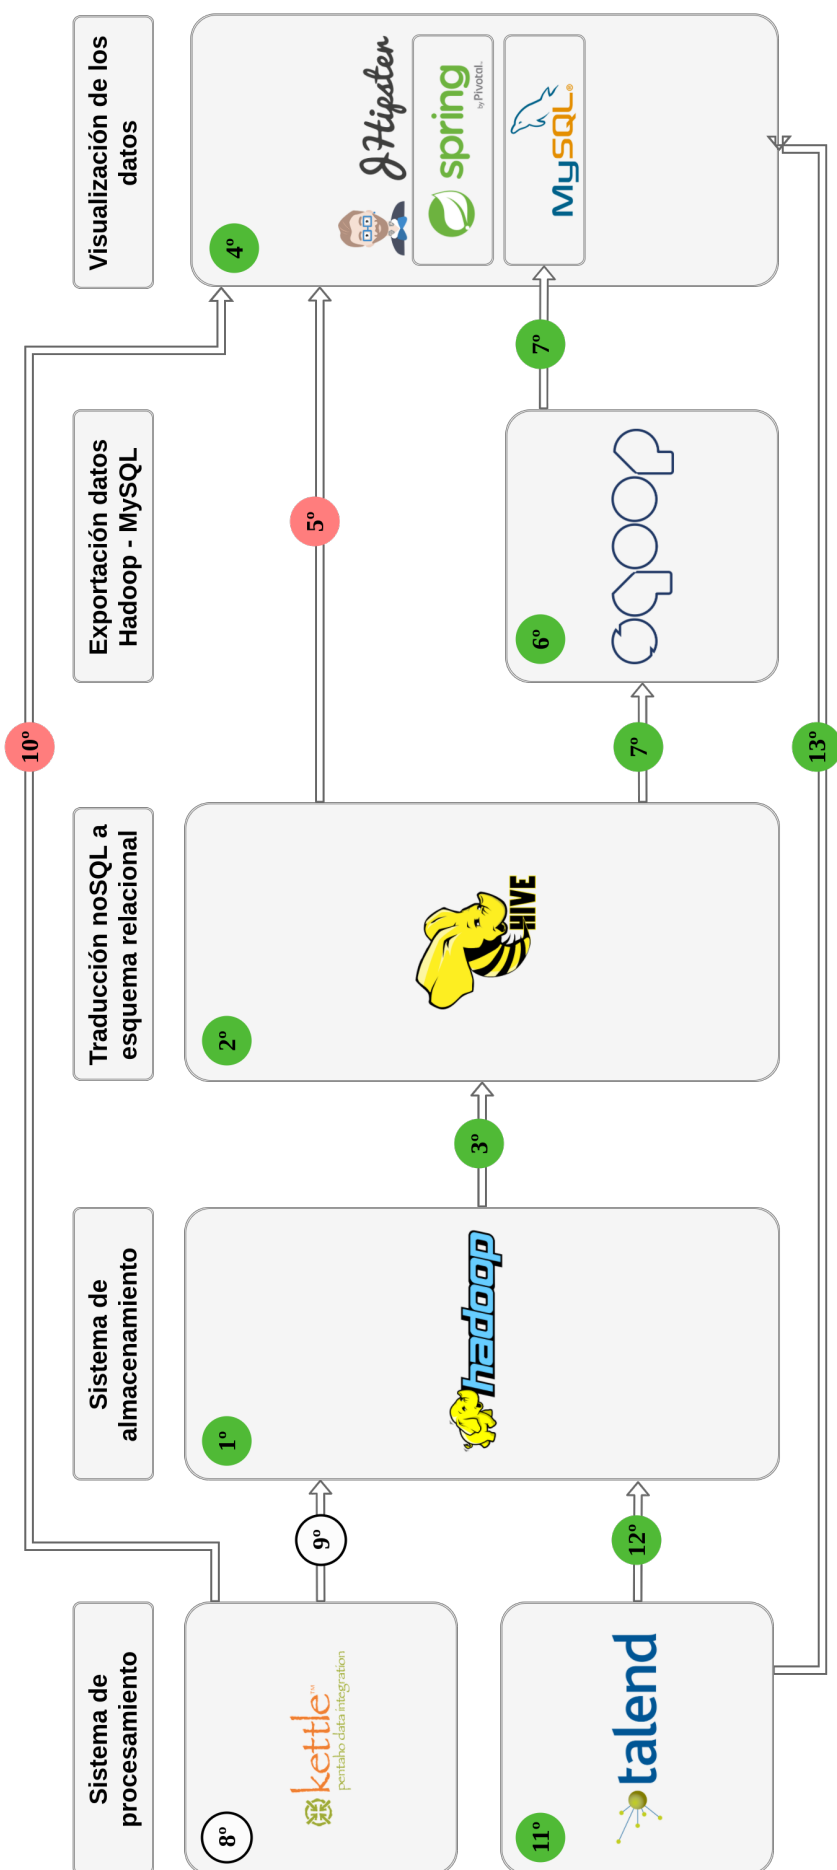 Sistema de
procesamiento
Sistema de
almacenamiento
Traducción noSQL a
esquema relacional
Exportación datos
Hadoop - MySQL
Visualización de los
datos
10º
8º
kettle™
pentaho data integration
9º
1º
hadoop
3º
2º
HIVE
5º
4º
JHipster
spring
by Pivotal.
MySQL®
11º
talend
12º
7º
6º
sqoop
7º
13º